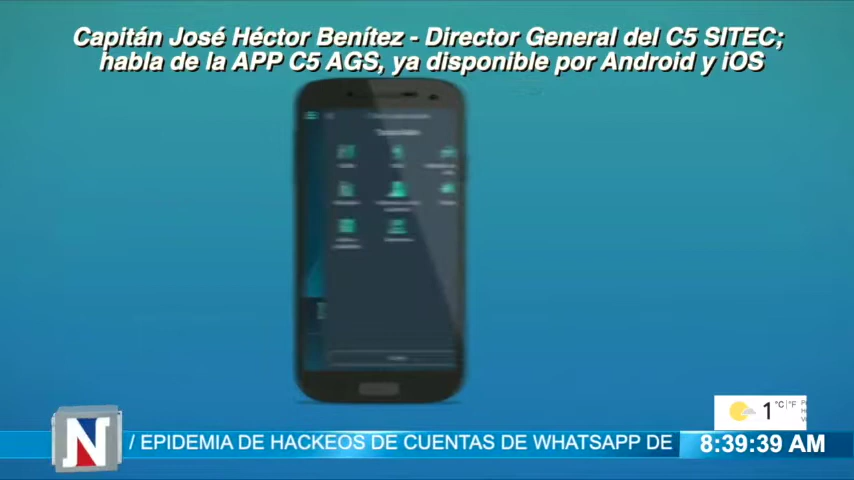 Capitán José Héctor Benítez - Director General del C5 SITEC;
habla de la APP C5 AGS, ya disponible por Android y iOS
1 °C | °F
N
/ EPIDEMIA DE HACKEOS DE CUENTAS DE WHATSAPP DE
8:39:39 AM